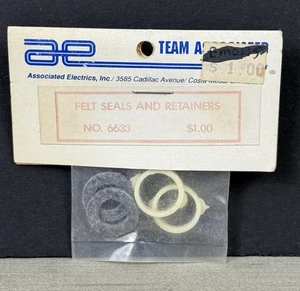 ae TEAM ASSOCIATED
$1.00
Associated Electrics, Inc./ 3585 Cadillac Avenue/ Costa Mesa
FELT SEALS AND RETAINERS
NO. 6633 $1.00